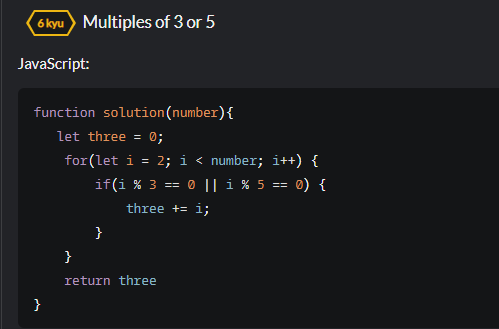 6 kyu Multiples of 3 or 5
JavaScript:
function solution(number){
let three = 0;
for(let i = 2; i < number; i++) {
if(i % 3 == 0 || i % 5 == 0) {
three += i;
}
}
return three
}